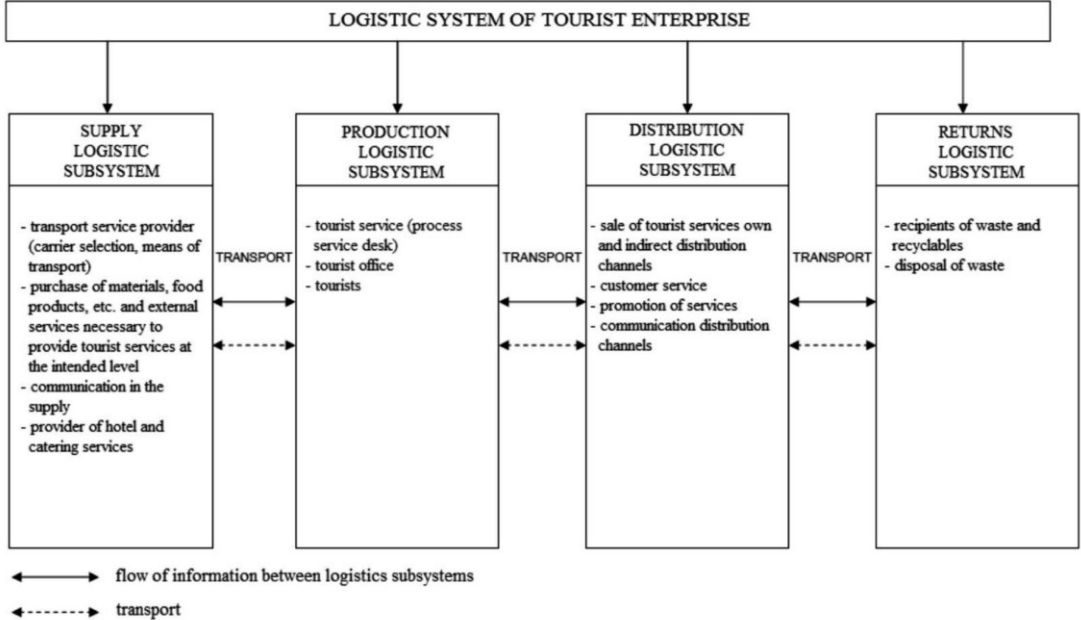 LOGISTIC SYSTEM OF TOURIST ENTERPRISE
SUPPLY
LOGISTIC
SUBSYSTEM
- transport service provider
(carrier selection, means of
transport)
- purchase of materials, food
products, etc. and external
services necessary to
provide tourist services at
the intended level
- communication in the
supply
- provider of hotel and
catering services
TRANSPORT
PRODUCTION
LOGISTIC
SUBSYSTEM
- tourist service (process
service desk)
- tourist office
- tourists
TRANSPORT
DISTRIBUTION
LOGISTIC
SUBSYSTEM
- sale of tourist services own
and indirect distribution
channels
- customer service
- promotion of services
- communication distribution
channels
TRANSPORT
RETURNS
LOGISTIC
SUBSYSTEM
- recipients of waste and
recyclables
- disposal of waste
flow of information between logistics subsystems
transport